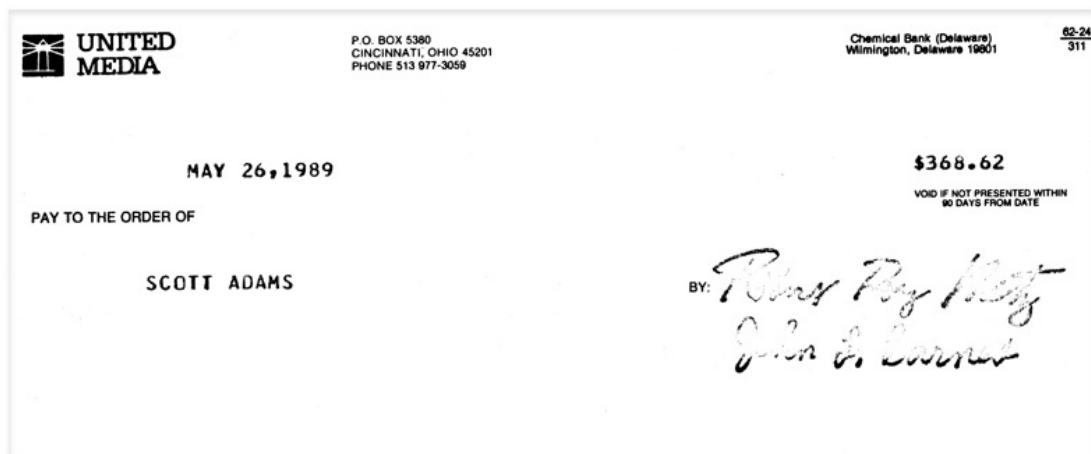 UNITED
MEDIA
P.O. BOX 5380
CINCINNATI, OHIO 45201
PHONE 513 977-3059
Chemical Bank (Delaware)
Wilmington, Delaware 19801
62-24
311
MAY 26,1989
$368.62
VOID IF NOT PRESENTED WITHIN
90 DAYS FROM DATE
PAY TO THE ORDER OF
SCOTT ADAMS
BY:
Metz
John